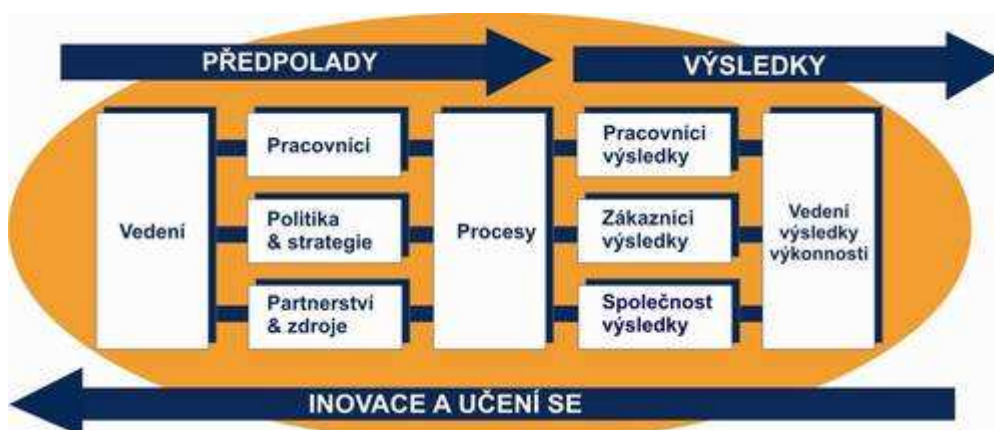 PŘEDPOLADY
VÝSLEDKY
Vedení
Pracovníci
Politika
& strategie
Partnerství
& zdroje
Procesy
Pracovníci
výsledky
Zákazníci
výsledky
Společnost
výsledky
Vedení
výsledky
výkonnosti
INOVACE A UČENÍ SE